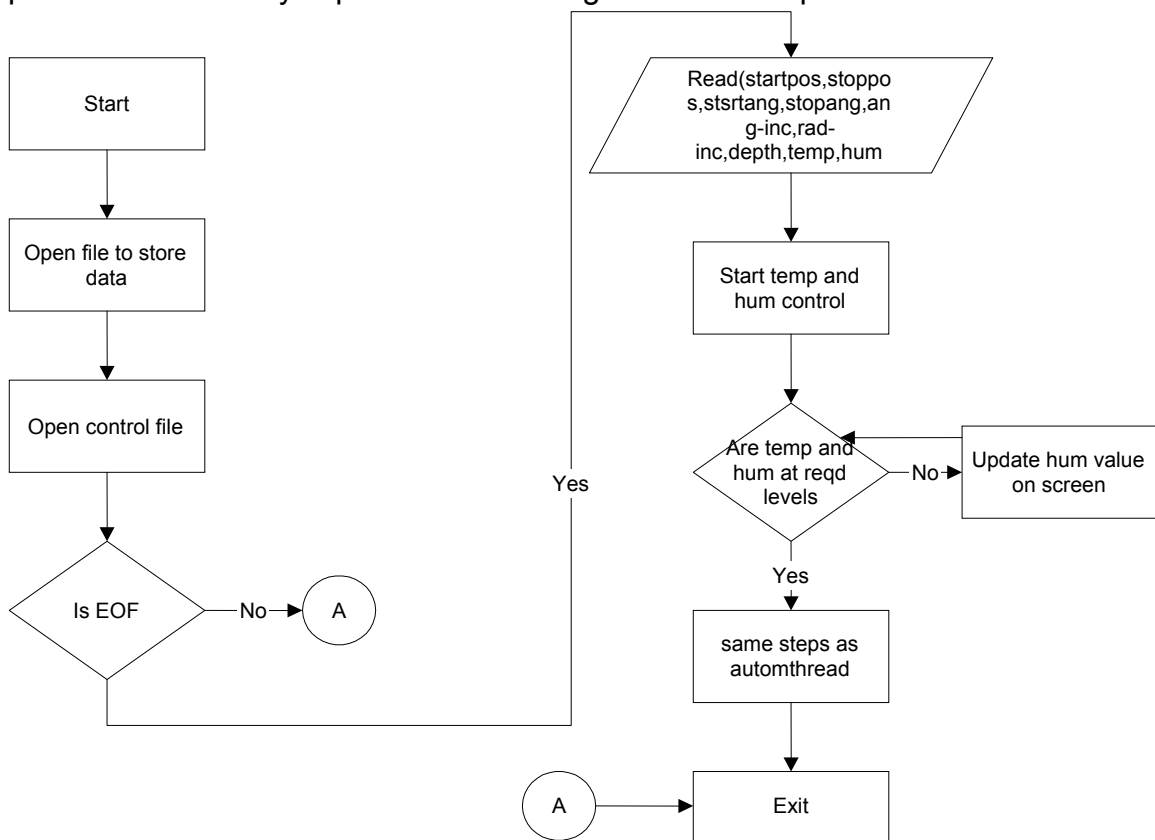 Start
Open file to store
data
Open control file
Is EOF
No
A
Yes
Read(startpos,stoppo
s,stsrtang,stopang,an
g-inc,rad-
inc,depth,temp,hum
Start temp and
hum control
Are temp and
hum at reqd
levels
No
Update hum value
on screen
Yes
same steps as
automthread
A
Exit